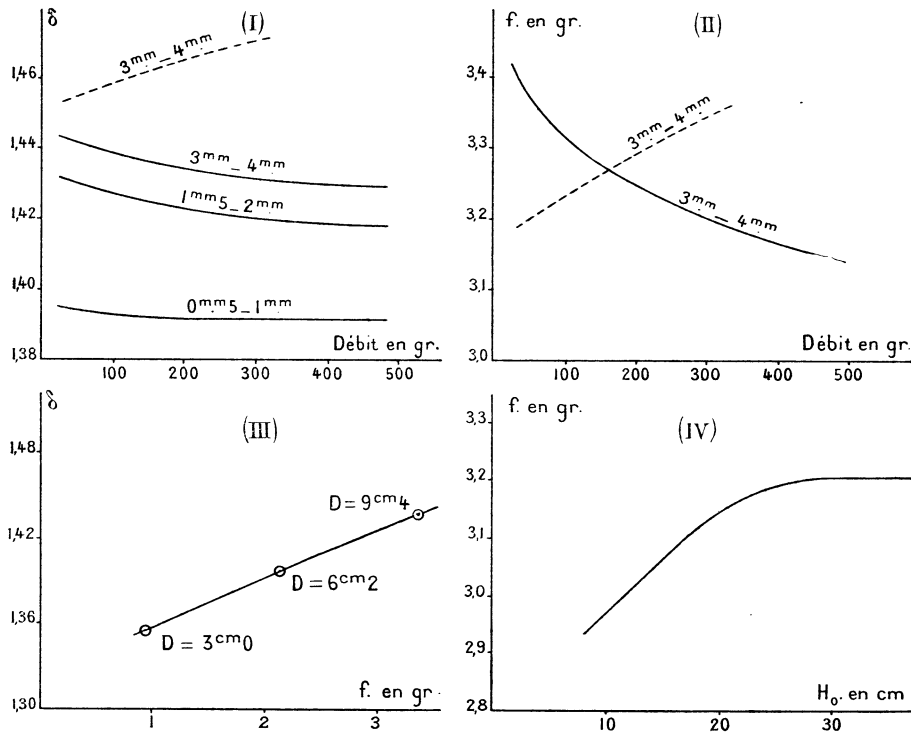 δ
(I)
1,46
1,44
1,42
1,40
1,38
3mm_4mm
3mm_4mm
1mm5_2mm
0mm5_1mm
Débit en gr.
100 200 300 400 500
f. en gr.
(II)
3,4
3,3
3,2
3,1
3,0
3mm_4mm
3mm_4mm
Débit en gr.
100 200 300 400 500
δ
(III)
1,48
1,42
1,36
1,30
D = 9cm4
D = 6cm2
D = 3cm0
f. en gr.
1 2 3
f. en gr.
(IV)
3,3
3,2
3,1
3,0
2,9
2,8
H₀. en cm
10 20 30